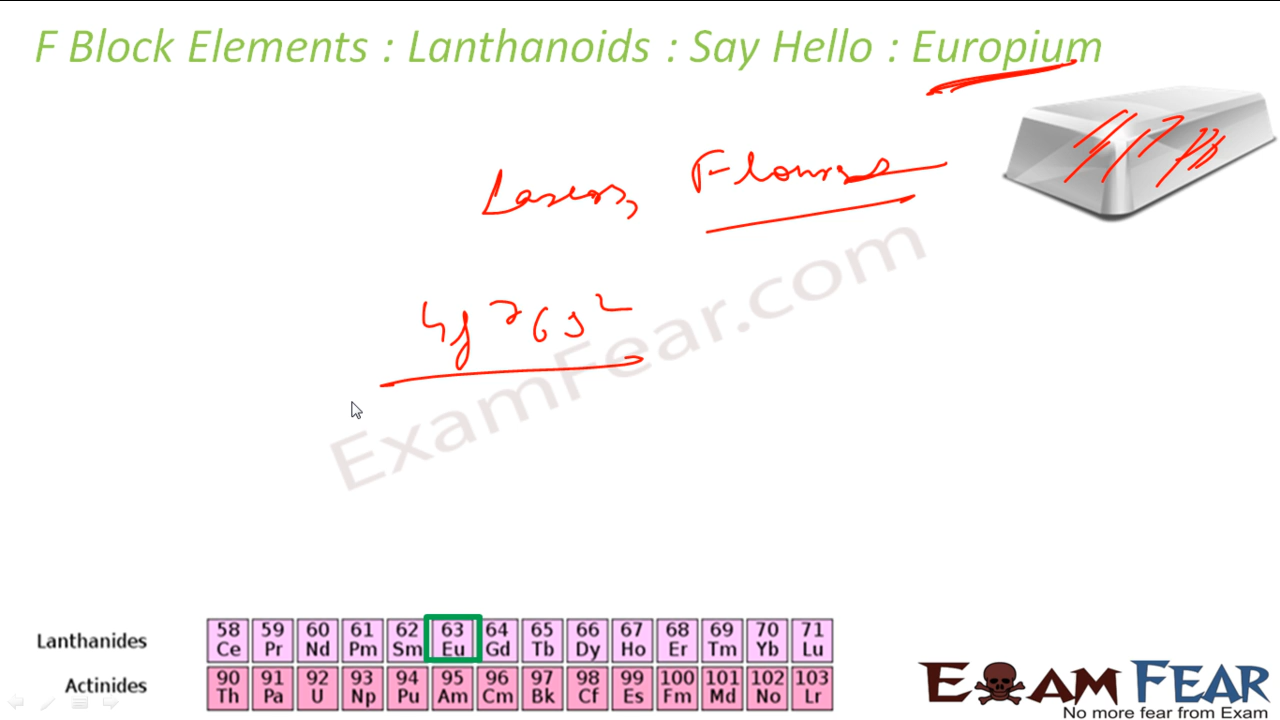 F Block Elements : Lanthanoids : Say Hello : Europium
Lasers,
4f⁷6s²
ExamFear.com
Lanthanides
58 59 60 61 62 63 64 65 66 67 68 69 70 71
Ce Pr Nd Pm Sm Eu Gd Tb Dy Ho Er Tm Yb Lu
Actinides
90 91 92 93 94 95 96 97 98 99 100 101 102 103
Th Pa U Np Pu Am Cm Bk Cf Es Fm Md No Lr
EXAM FEAR
No more fear from Exam